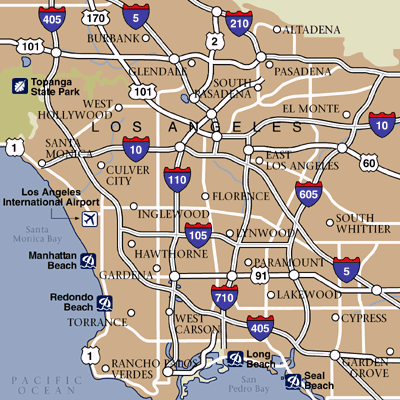 405
170
5
210
ALTADENA
BURBANK
2
101
GLENDALE
PASADENA
Topanga
State Park
101
SOUTH
PASADENA
WEST
HOLLYWOOD
EL MONTE
LOS ANGELES
10
1
SANTA
MONICA
10
EAST
LOS ANGELES
60
CULVER
CITY
110
605
Los Angeles
International Airport
FLORENCE
INGLEWOOD
SOUTH
WHITTIER
Santa
Monica Bay
105
LYNWOOD
HAWTHORNE
Manhattan
Beach
PARAMOUNT
GARDENA
91
5
Redondo
Beach
710
LAKEWOOD
TORRANCE
WEST
CARSON
405
CYPRESS
1
Long
Beach
GARDEN
GROVE
RANCHO PALOS
VERDES
PACIFIC
OCEAN
San
Pedro Bay
Seal
Beach